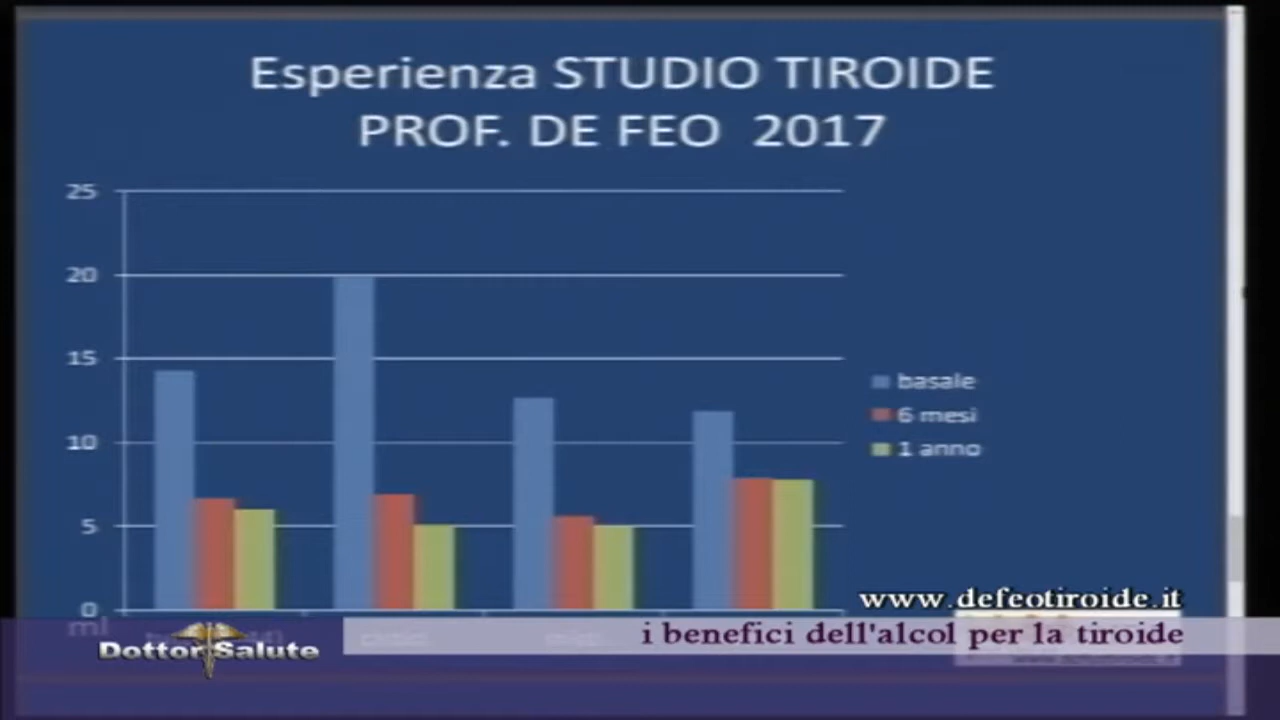 Esperienza STUDIO TIROIDE
PROF. DE FEO 2017
25
20
15
10
5
0
ml
basale
6 mesi
1 anno
www.defeotiroide.it
i benefici dell'alcol per la tiroide
Dottor Salute